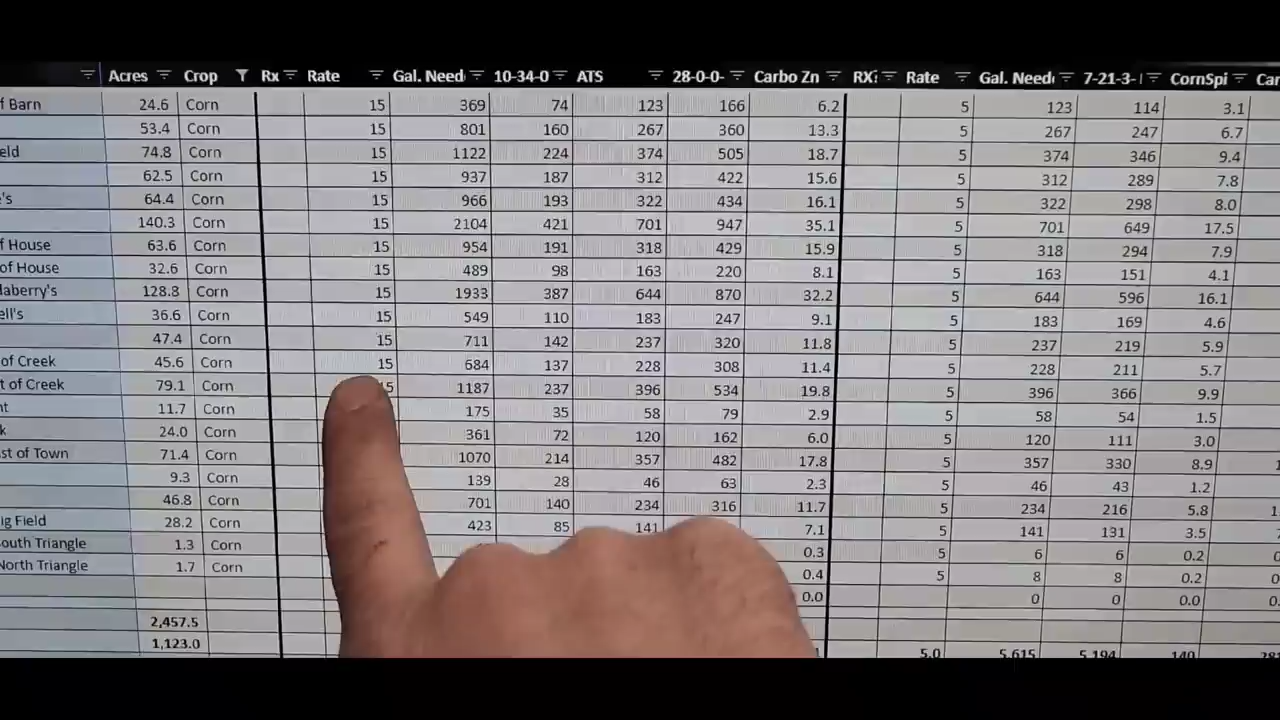 Acres Crop Rx Rate Gal. Need 10-34-0 ATS 28-0-0- Carbo Zn RX Rate Gal. Need 7-21-3- CornSpi Car
f Barn 24.6 Corn 15 369 74 123 166 6.2 5 123 114 3.1
53.4 Corn 15 801 160 267 360 13.3 5 267 247 6.7
eld 74.8 Corn 15 1122 224 374 505 18.7 5 374 346 9.4
62.5 Corn 15 937 187 312 422 15.6 5 312 289 7.8
's 64.4 Corn 15 966 193 322 434 16.1 5 322 298 8.0
140.3 Corn 15 2104 421 701 947 35.1 5 701 649 17.5
f House 63.6 Corn 15 954 191 318 429 15.9 5 318 294 7.9
of House 32.6 Corn 15 489 98 163 220 8.1 5 163 151 4.1
laberry's 128.8 Corn 15 1933 387 644 870 32.2 5 644 596 16.1
ell's 36.6 Corn 15 549 110 183 247 9.1 5 183 169 4.6
47.4 Corn 15 711 142 237 320 11.8 5 237 219 5.9
of Creek 45.6 Corn 15 684 137 228 308 11.4 5 228 211 5.7
t of Creek 79.1 Corn 15 1187 237 396 534 19.8 5 396 366 9.9
nt 11.7 Corn 175 35 58 79 2.9 5 58 54 1.5
k 24.0 Corn 361 72 120 162 6.0 5 120 111 3.0
st of Town 71.4 Corn 1070 214 357 482 17.8 5 357 330 8.9
9.3 Corn 139 28 46 63 2.3 5 46 43 1.2
46.8 Corn 701 140 234 316 11.7 5 234 216 5.8
ig Field 28.2 Corn 423 85 141 7.1 5 141 131 3.5
outh Triangle 1.3 Corn 0.3 5 6 6 0.2
North Triangle 1.7 Corn 0.4 5 8 8 0.2
0.0 0 0 0.0
2,457.5
1,123.0
5.0 5,615 5,194 140